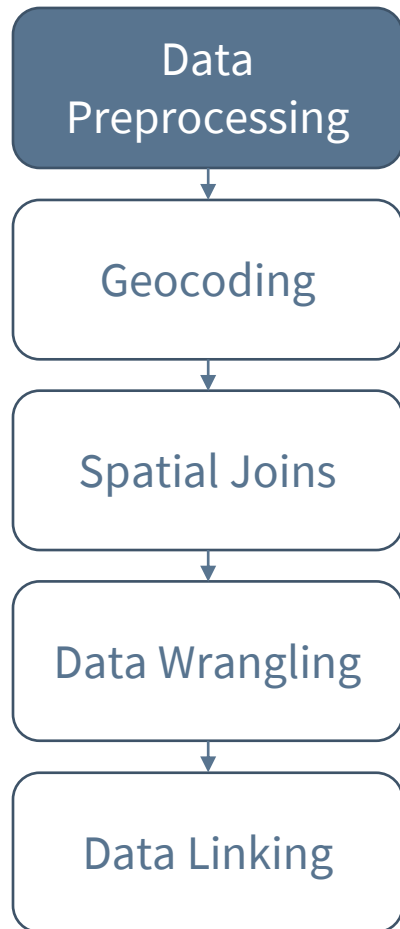 Data
Preprocessing
Geocoding
Spatial Joins
Data Wrangling
Data Linking